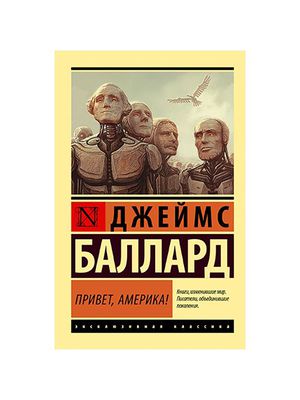 N
ДЖЕЙМС
БАЛЛАРД
ПРИВЕТ, АМЕРИКА!
Книги, изменившие мир.
Писатели, объединившие
поколения.
ЭКСКЛЮЗИВНАЯ КЛАССИКА